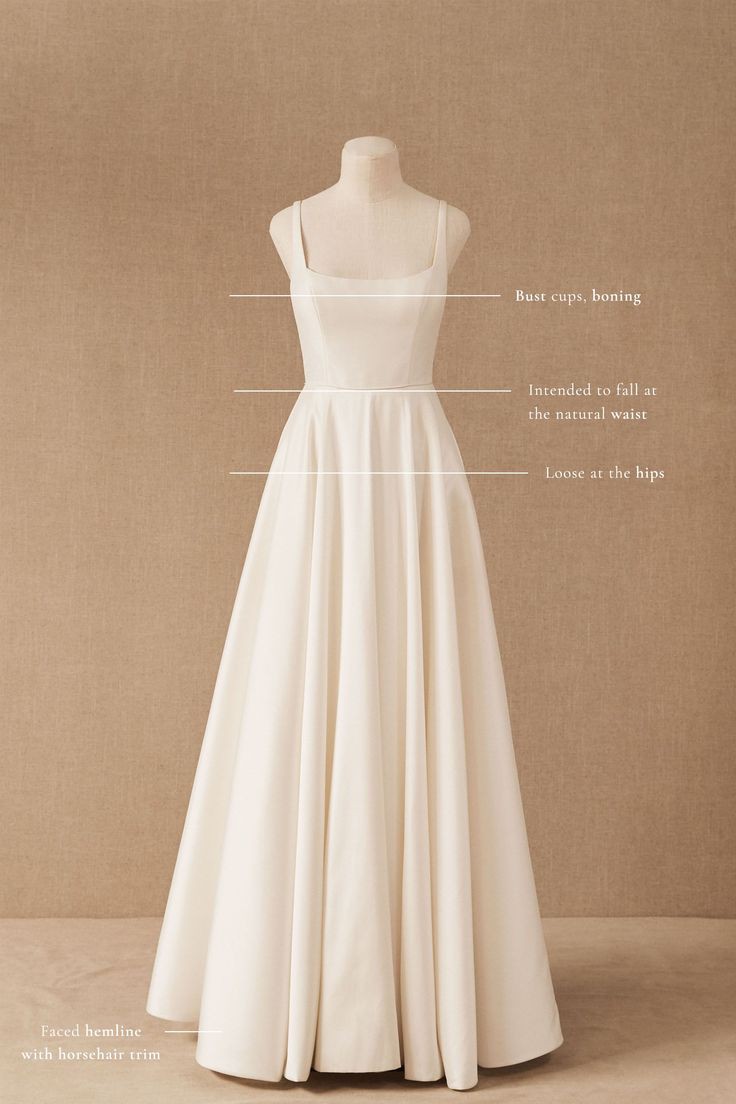 Bust cups, boning
Intended to fall at
the natural waist
Loose at the hips
Faced hemline
with horsehair trim